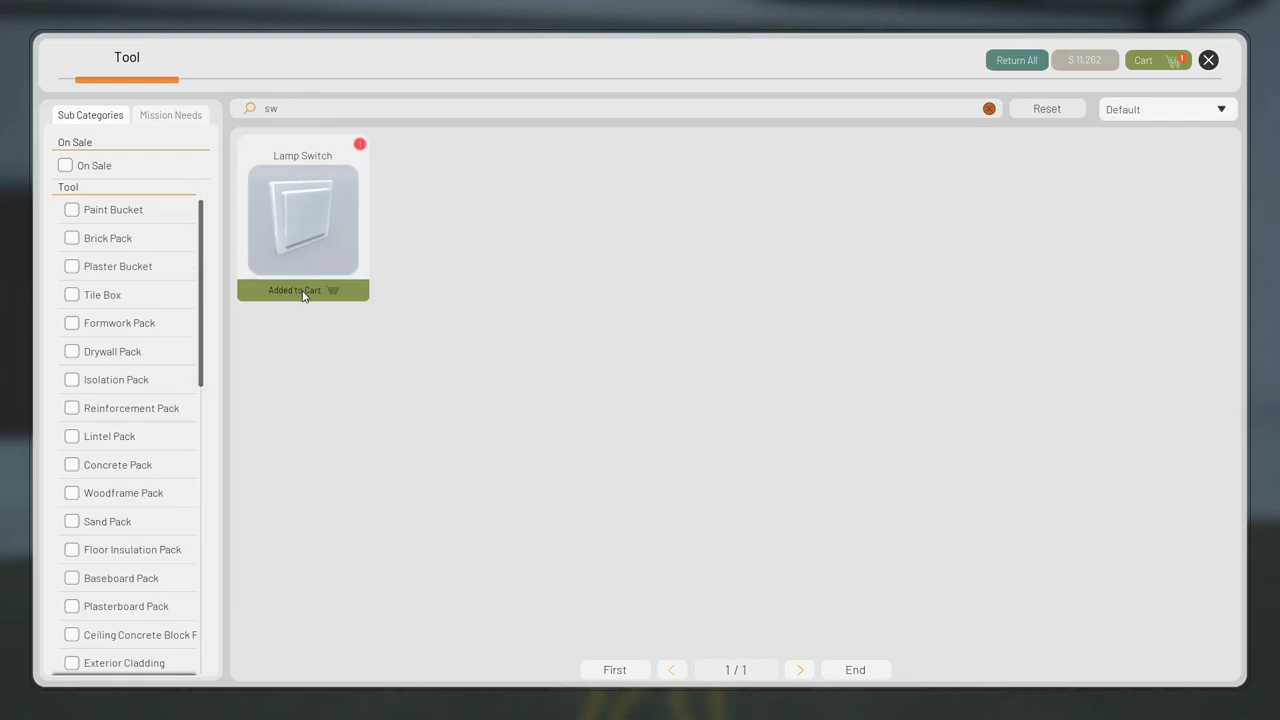 Tool
Return All
$ 11,262
Cart
1
Sub Categories
Mission Needs
sw
Reset
Default
On Sale
On Sale
Tool
Paint Bucket
Brick Pack
Plaster Bucket
Tile Box
Formwork Pack
Drywall Pack
Isolation Pack
Reinforcement Pack
Lintel Pack
Concrete Pack
Woodframe Pack
Sand Pack
Floor Insulation Pack
Baseboard Pack
Plasterboard Pack
Ceiling Concrete Block F
Exterior Cladding
Lamp Switch
Added to Cart
First
<
1 / 1
>
End